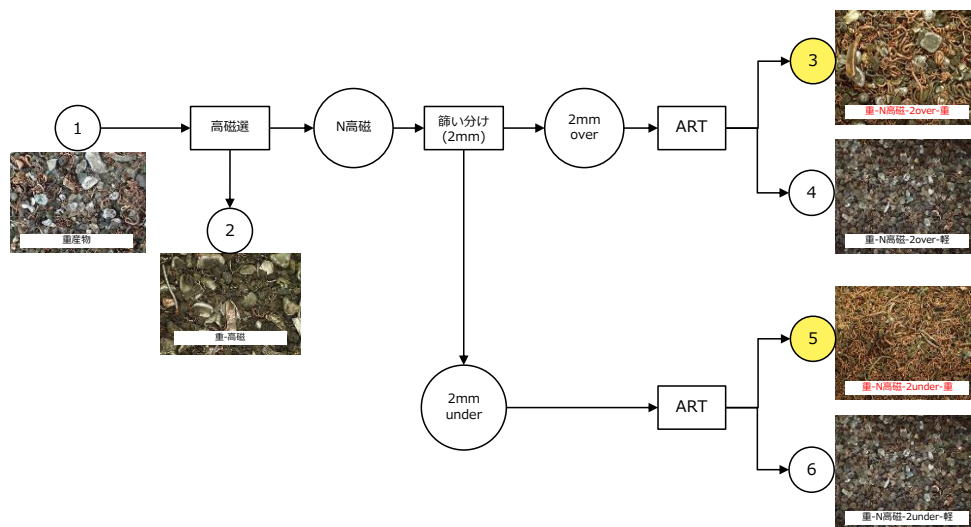 1
重産物
高磁選
2
重-高磁
N高磁
篩い分け
(2mm)
2mm
over
ART
3
重-N高磁-2over-重
4
重-N高磁-2over-軽
2mm
under
ART
5
重-N高磁-2under-重
6
重-N高磁-2under-軽